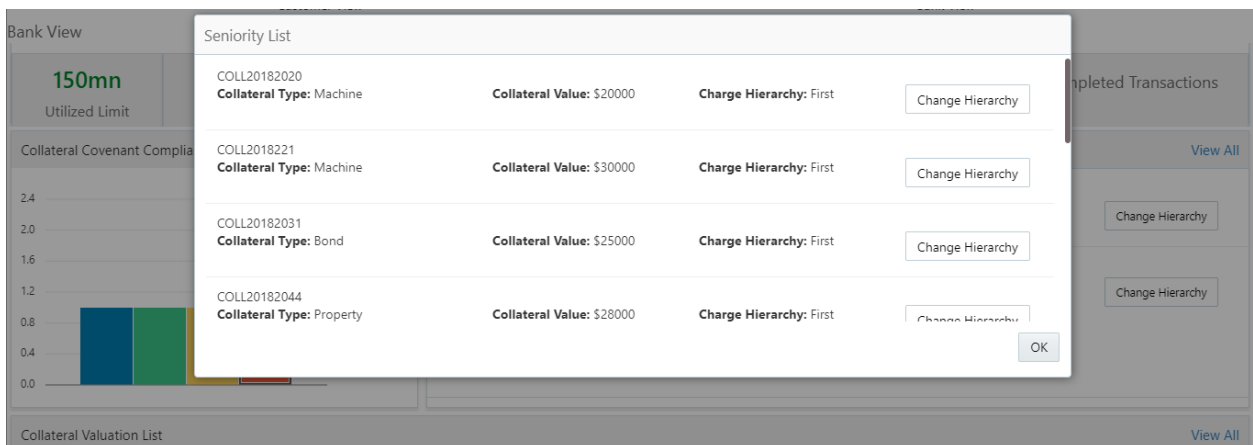 Bank View
Seniority List
150mn
Utilized Limit
COLL20182020
Collateral Type: Machine Collateral Value: $20000 Charge Hierarchy: First Change Hierarchy
COLL2018221
Collateral Type: Machine Collateral Value: $30000 Charge Hierarchy: First Change Hierarchy
COLL20182031
Collateral Type: Bond Collateral Value: $25000 Charge Hierarchy: First Change Hierarchy
COLL20182044
Collateral Type: Property Collateral Value: $28000 Charge Hierarchy: First Change Hierarchy
OK
Transactions
Collateral Covenant
View All
2.4
2.0
1.6
1.2
0.8
0.4
0.0
Change Hierarchy
Change Hierarchy
Collateral Valuation List View All